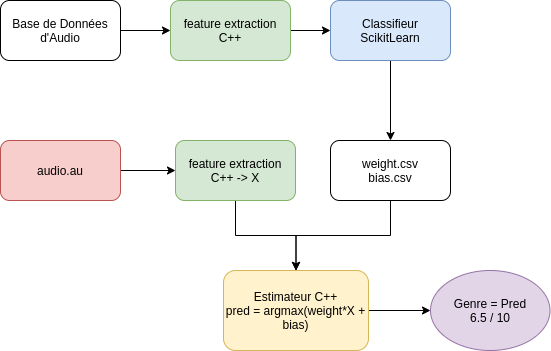 Base de Données
d'Audio
feature extraction
C++
Classifieur
ScikitLearn
audio.au
feature extraction
C++ -> X
weight.csv
bias.csv
Estimateur C++
pred = argmax(weight*X +
bias)
Genre = Pred
6.5 / 10